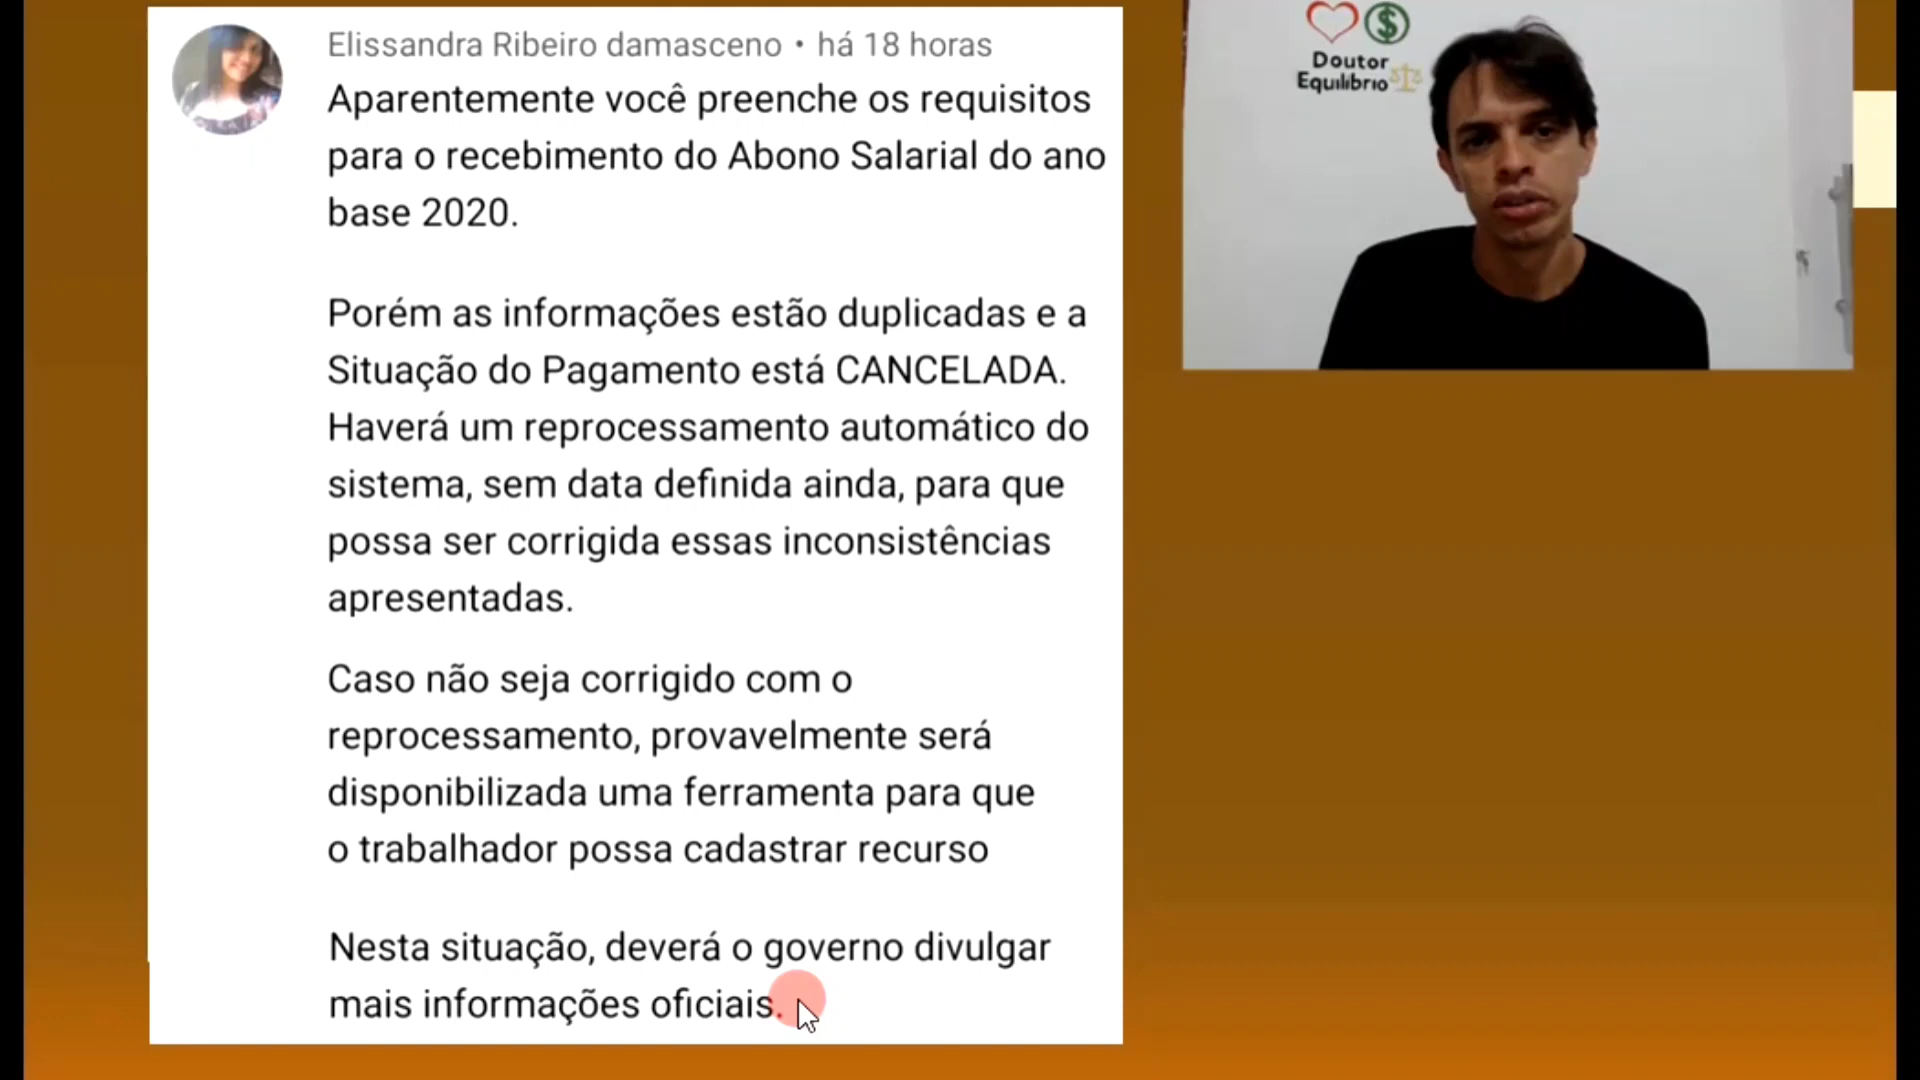 Elissandra Ribeiro damasceno • há 18 horas
Aparentemente você preenche os requisitos
para o recebimento do Abono Salarial do ano
base 2020.
Porém as informações estão duplicadas e a
Situação do Pagamento está CANCELADA.
Haverá um reprocessamento automático do
sistema, sem data definida ainda, para que
possa ser corrigida essas inconsistências
apresentadas.
Caso não seja corrigido com o
reprocessamento, provavelmente será
disponibilizada uma ferramenta para que
o trabalhador possa cadastrar recurso
Nesta situação, deverá o governo divulgar
mais informações oficiais.
Doutor
Equilíbrio